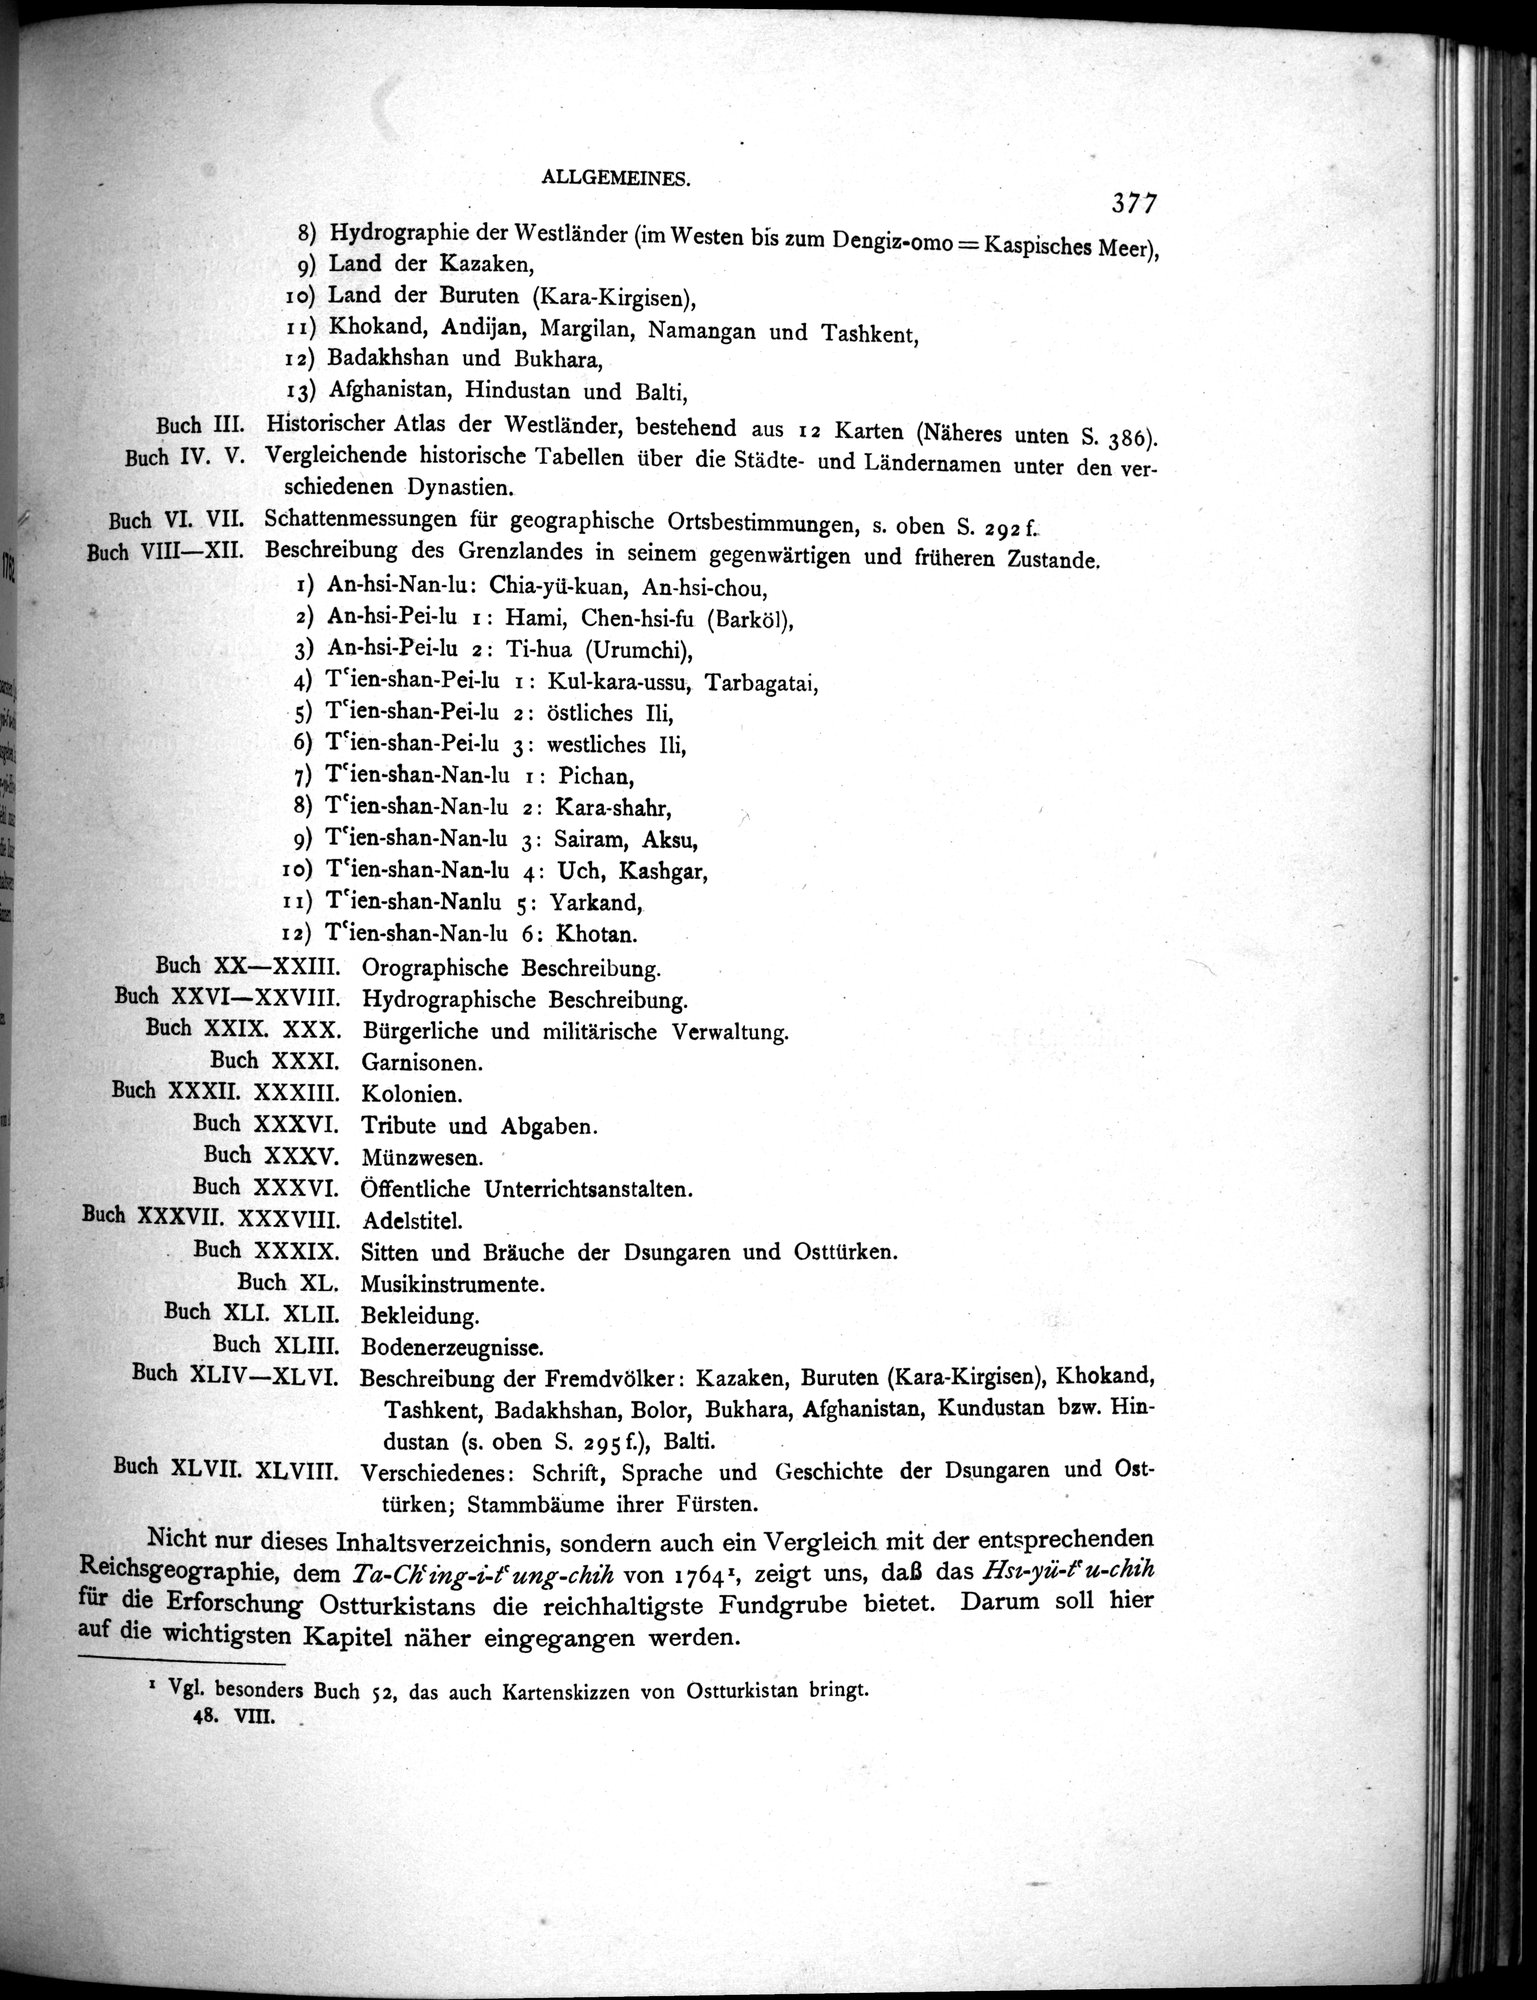 ALLGEMEINES.
377
8) Hydrographie der Westländer (im Westen bis zum Dengiz-omo = Kaspisches Meer),
9) Land der Kazaken,
10) Land der Buruten (Kara-Kirgisen),
11) Khokand, Andijan, Margilan, Namangan und Tashkent,
12) Badakhshan und Bukhara,
13) Afghanistan, Hindustan und Balti,
Buch III. Historischer Atlas der Westländer, bestehend aus 12 Karten (Näheres unten S. 386).
Buch IV. V. Vergleichende historische Tabellen über die Städte- und Ländernamen unter den ver-
schiedenen Dynastien.
Buch VI. VII. Schattenmessungen für geographische Ortsbestimmungen, s. oben S. 292 f.
Buch VIII—XII. Beschreibung des Grenzlandes in seinem gegenwärtigen und früheren Zustande.
1) An-hsi-Nan-lu: Chia-yü-kuan, An-hsi-chou,
2) An-hsi-Pei-lu 1: Hami, Chen-hsi-fu (Barköl),
3) An-hsi-Pei-lu 2: Ti-hua (Urumchi),
4) Tʿien-shan-Pei-lu 1: Kul-kara-ussu, Tarbagatai,
5) Tʿien-shan-Pei-lu 2: östliches Ili,
6) Tʿien-shan-Pei-lu 3: westliches Ili,
7) Tʿien-shan-Nan-lu 1: Pichan,
8) Tʿien-shan-Nan-lu 2: Kara-shahr,
9) Tʿien-shan-Nan-lu 3: Sairam, Aksu,
10) Tʿien-shan-Nan-lu 4: Uch, Kashgar,
11) Tʿien-shan-Nanlu 5: Yarkand,
12) Tʿien-shan-Nan-lu 6: Khotan.
Buch XX—XXIII. Orographische Beschreibung.
Buch XXVI—XXVIII. Hydrographische Beschreibung.
Buch XXIX. XXX. Bürgerliche und militärische Verwaltung.
Buch XXXI. Garnisonen.
Buch XXXII. XXXIII. Kolonien.
Buch XXXVI. Tribute und Abgaben.
Buch XXXV. Münzwesen.
Buch XXXVI. Öffentliche Unterrichtsanstalten.
Buch XXXVII. XXXVIII. Adelstitel.
Buch XXXIX. Sitten und Bräuche der Dsungaren und Osttürken.
Buch XL. Musikinstrumente.
Buch XLI. XLII. Bekleidung.
Buch XLIII. Bodenerzeugnisse.
Buch XLIV—XLVI. Beschreibung der Fremdvölker: Kazaken, Buruten (Kara-Kirgisen), Khokand,
Tashkent, Badakhshan, Bolor, Bukhara, Afghanistan, Kundustan bzw. Hin-
dustan (s. oben S. 295 f.), Balti.
Buch XLVII. XLVIII. Verschiedenes: Schrift, Sprache und Geschichte der Dsungaren und Ost-
türken; Stammbäume ihrer Fürsten.
Nicht nur dieses Inhaltsverzeichnis, sondern auch ein Vergleich mit der entsprechenden
Reichsgeographie, dem Ta-Chʿing-i-tʿung-chih von 1764¹, zeigt uns, daß das Hsi-yü-tʿu-chih
für die Erforschung Ostturkistans die reichhaltigste Fundgrube bietet. Darum soll hier
auf die wichtigsten Kapitel näher eingegangen werden.
¹ Vgl. besonders Buch 52, das auch Kartenskizzen von Ostturkistan bringt.
48. VIII.
1762